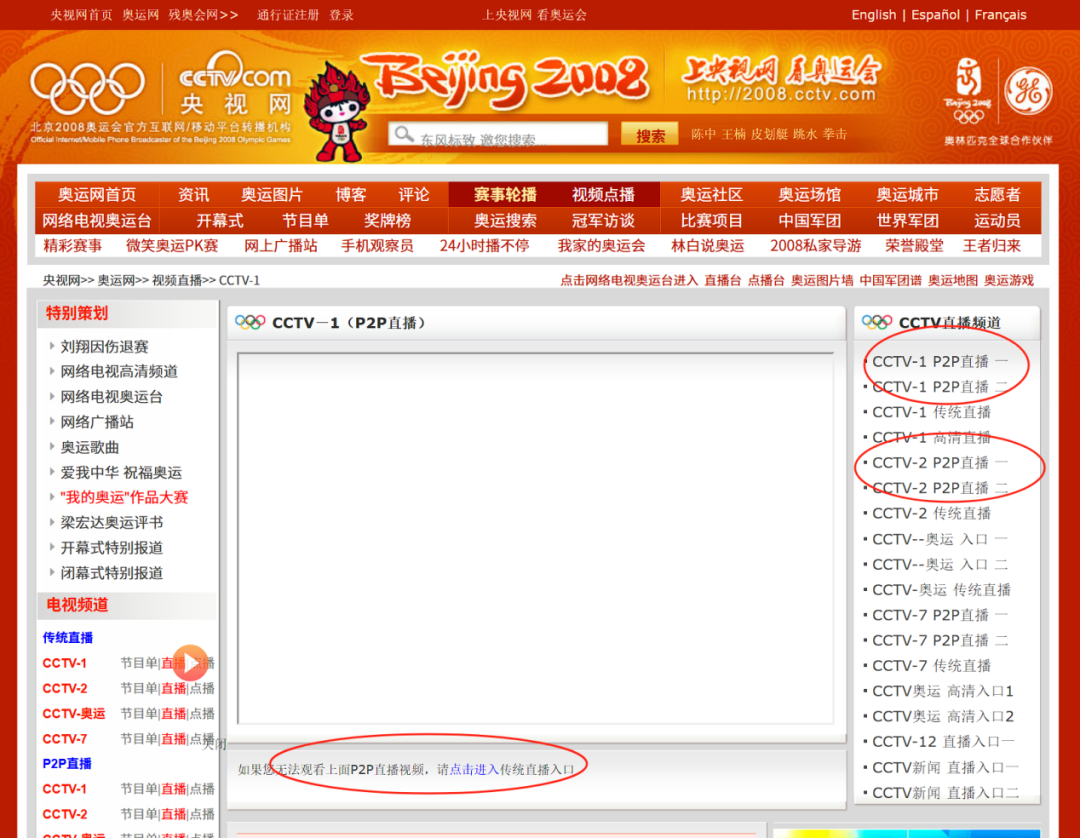 央视网首页 奥运网 残奥会网>> 通行证注册 登录 上央视网 看奥运会 English | Español | Français
cctv.com
央视网
北京2008奥运会官方互联网/移动平台转播机构
Official Internet/Mobile Phone Broadcaster of the Beijing 2008 Olympic Games
Beijing 2008
上央视网 看奥运会
http://2008.cctv.com
东风标致 邀您搜索 搜索 陈中 王楠 皮划艇 跳水 拳击
Beijing 2008
奥林匹克全球合作伙伴
奥运网首页 资讯 奥运图片 博客 评论 赛事轮播 视频点播 奥运社区 奥运场馆 奥运城市 志愿者
网络电视奥运台 开幕式 节目单 奖牌榜 奥运搜索 冠军访谈 比赛项目 中国军团 世界军团 运动员
精彩赛事 微笑奥运PK赛 网上广播站 手机观察员 24小时播不停 我家的奥运会 林白说奥运 2008私家导游 荣誉殿堂 王者归来
央视网>> 奥运网>> 视频直播>> CCTV-1
点击网络电视奥运台进入 直播台 点播台 奥运图片墙 中国军团谱 奥运地图 奥运游戏
特别策划
刘翔因伤退赛
网络电视高清频道
网络电视奥运台
网络广播站
奥运歌曲
爱我中华 祝福奥运
"我的奥运"作品大赛
梁宏达奥运评书
开幕式特别报道
闭幕式特别报道
电视频道
传统直播
CCTV-1 节目单|直播|点播
CCTV-2 节目单|直播|点播
CCTV-奥运 节目单|直播|点播
CCTV-7 节目单|直播|点播
关闭
P2P直播
CCTV-1 节目单|直播|点播
CCTV-2 节目单|直播|点播
CCTV-奥运 节目单|直播|点播
CCTV－1（P2P直播）
如果您无法观看上面P2P直播视频，请点击进入传统直播入口
CCTV直播频道
CCTV-1 P2P直播 一
CCTV-1 P2P直播 二
CCTV-1 传统直播
CCTV-1 高清直播
CCTV-2 P2P直播 一
CCTV-2 P2P直播 二
CCTV-2 传统直播
CCTV--奥运 入口 一
CCTV--奥运 入口 二
CCTV-奥运 传统直播
CCTV-7 P2P直播 一
CCTV-7 P2P直播 二
CCTV-7 传统直播
CCTV奥运 高清入口1
CCTV奥运 高清入口2
CCTV-12 直播入口一
CCTV新闻 直播入口一
CCTV新闻 直播入口二